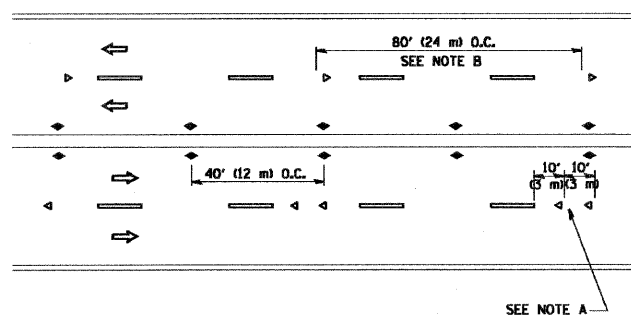 80' (24 m) O.C.
SEE NOTE B
40' (12 m) O.C.
10' 10'
(3 m) (3 m)
SEE NOTE A